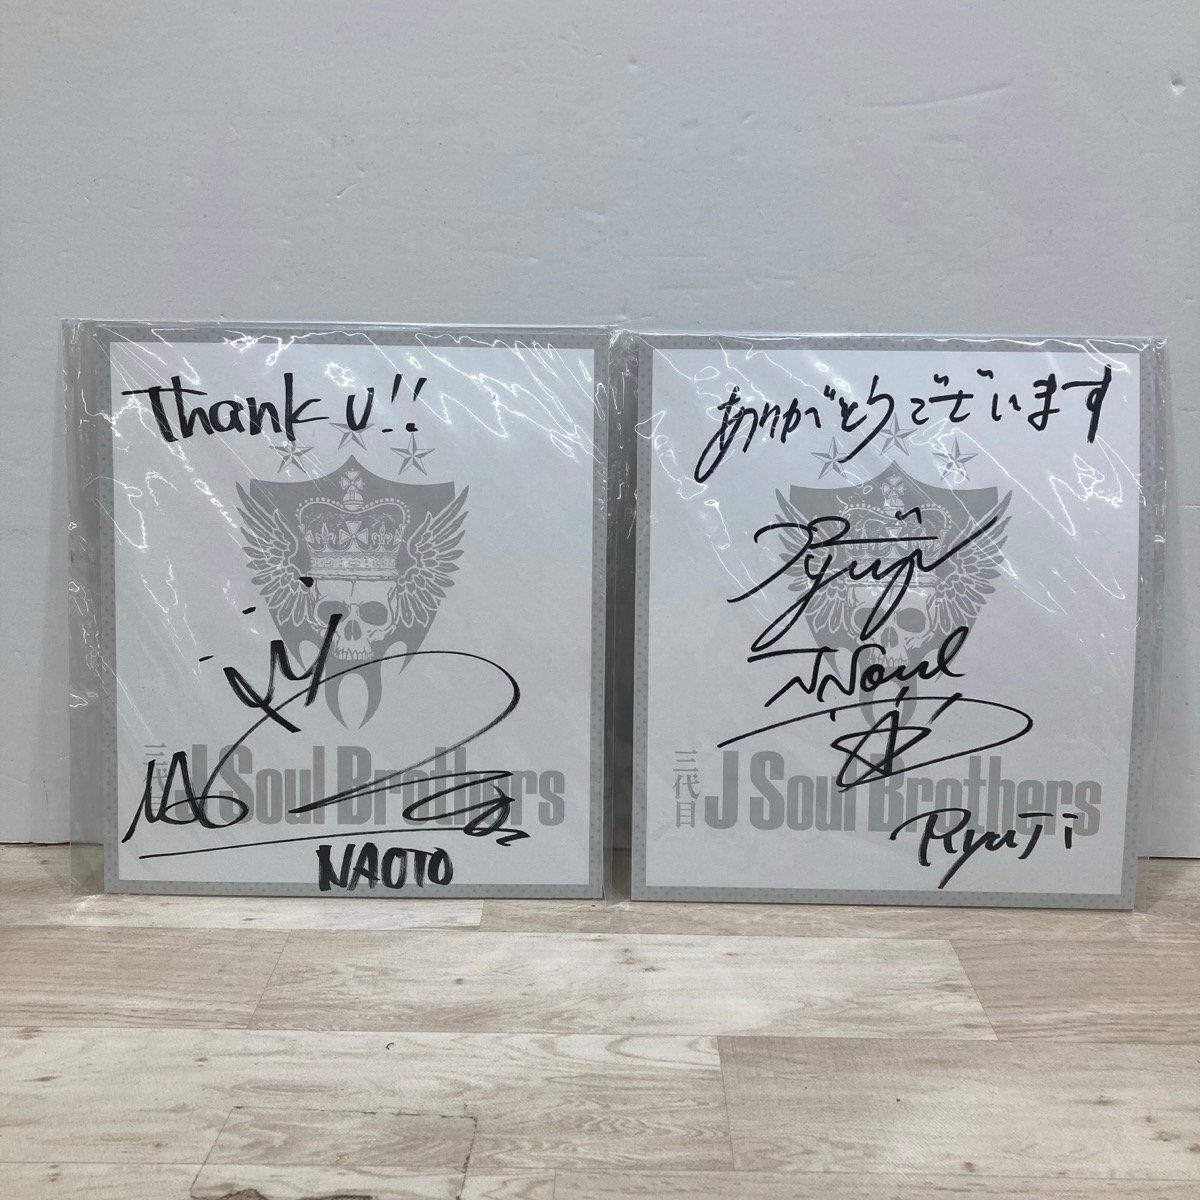 Thank U!!
三代目 J Soul Brothers
NAOTO
ありがとうございます
Ryuji
J Soul
三代目 J Soul Brothers
RyuJi